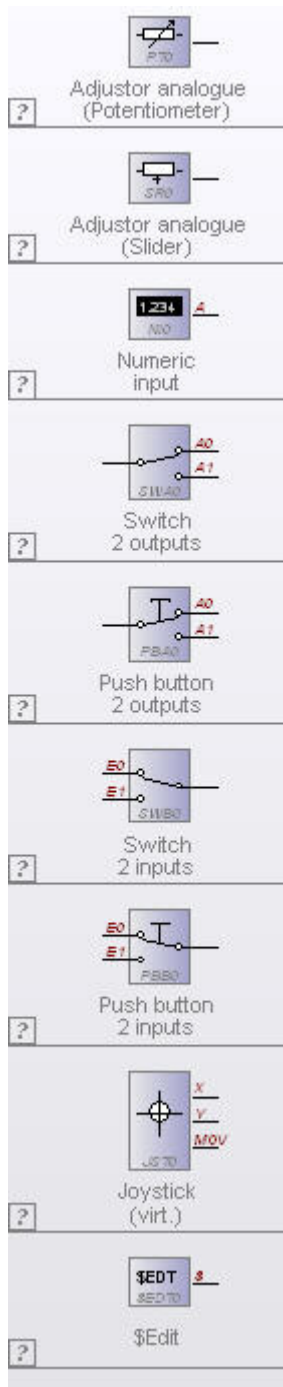 PT0
Adjustor analogue
(Potentiometer)
?
SR0
Adjustor analogue
(Slider)
?
1234 A
NI0
Numeric
input
?
A0
A1
SWA0
Switch
2 outputs
?
A0
A1
PBA0
Push button
2 outputs
?
E0
E1
SWB0
Switch
2 inputs
?
E0
E1
PBB0
Push button
2 inputs
?
X
Y
MOV
JST0
Joystick
(virt.)
?
$EDT $
$EDT0
$Edit
?